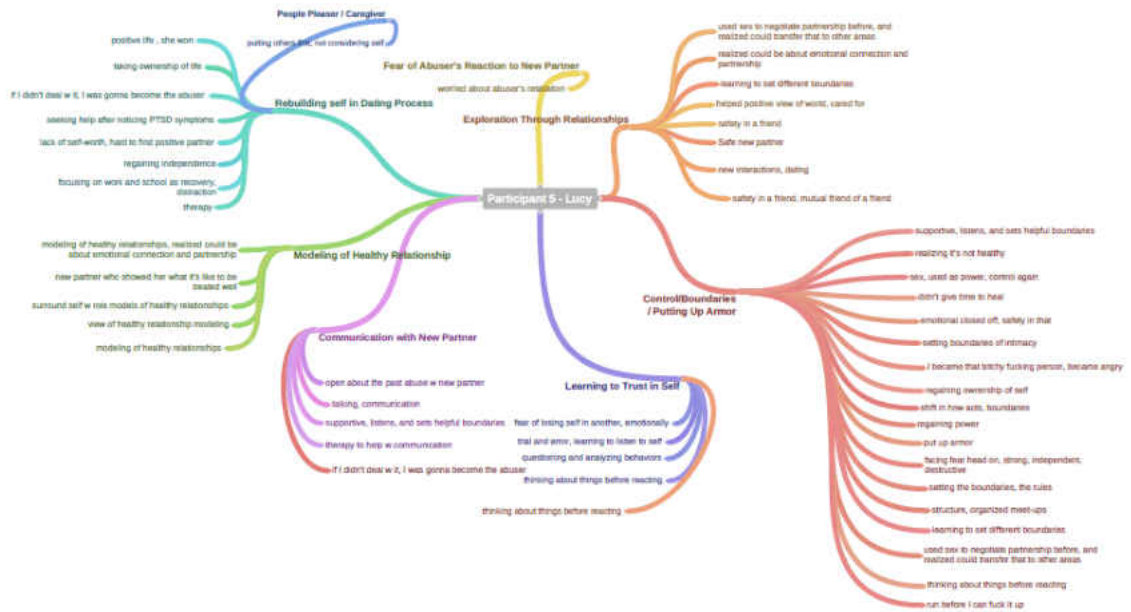 People Pleaser / Caregiver
putting others first, not considering self
positive life , she won
taking ownership of life
if I didn't deal w it, I was gonna become the abuser
Rebuilding self in Dating Process
seeking help after noticing PTSD symptoms
lack of self-worth, hard to find positive partner
regaining independence
focusing on work and school as recovery,
distraction
therapy
Fear of Abuser's Reaction to New Partner
worried about abuser's retaliation
Exploration Through Relationships
used sex to negotiate partnership before, and
realized could transfer that to other areas
realized could be about emotional connection and
partnership
learning to set different boundaries
helped positive view of world, cared for
safety in a friend
Safe new partner
new interactions, dating
safety in a friend, mutual friend of a friend
Participant 5 - Lucy
Modeling of Healthy Relationship
modeling of healthy relationships, realized could be
about emotional connection and partnership
new partner who showed her what it's like to be
treated well
surround self w role models of healthy relationships
view of healthy relationship modeling
modeling of healthy relationships
Communication with New Partner
open about the past abuse w new partner
talking, communication
supportive, listens, and sets helpful boundaries
therapy to help w communication
if I didn't deal w it, I was gonna become the abuser
Learning to Trust in Self
fear of losing self in another, emotionally
trial and error, learning to listen to self
questioning and analyzing behaviors
thinking about things before reacting
thinking about things before reacting
Control/Boundaries
/ Putting Up Armor
supportive, listens, and sets helpful boundaries
realizing it's not healthy
sex, used as power, control again
didn't give time to heal
emotional closed off, safety in that
setting boundaries of intimacy
I became that bitchy fucking person, became angry
regaining ownership of self
shift in how acts, boundaries
regaining power
put up armor
facing fear head on, strong, independent,
destructive
setting the boundaries, the rules
structure, organized meet-ups
learning to set different boundaries
used sex to negotiate partnership before, and
realized could transfer that to other areas
thinking about things before reacting
run before I can fuck it up